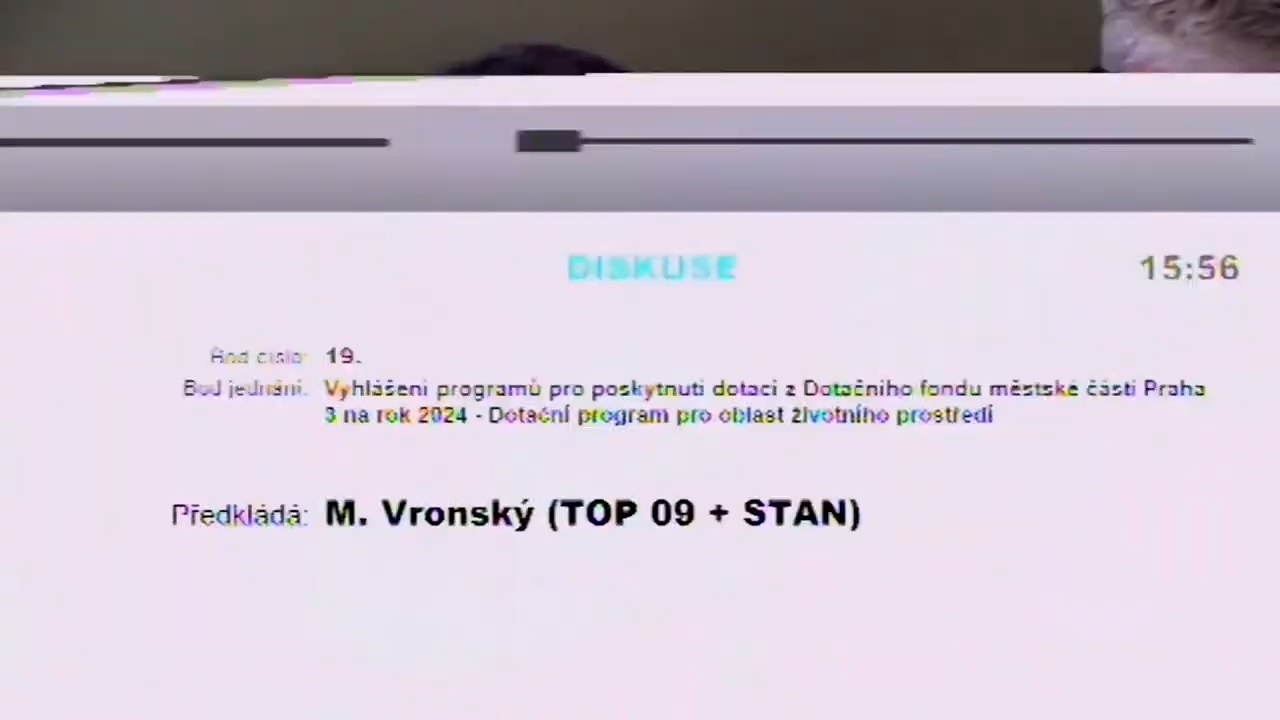 DISKUSE
15:56
Bod číslo: 19.
Bod jednání: Vyhlášení programů pro poskytnutí dotací z Dotačního fondu městské části Praha
3 na rok 2024 - Dotační program pro oblast životního prostředí
Předkládá: M. Vronský (TOP 09 + STAN)